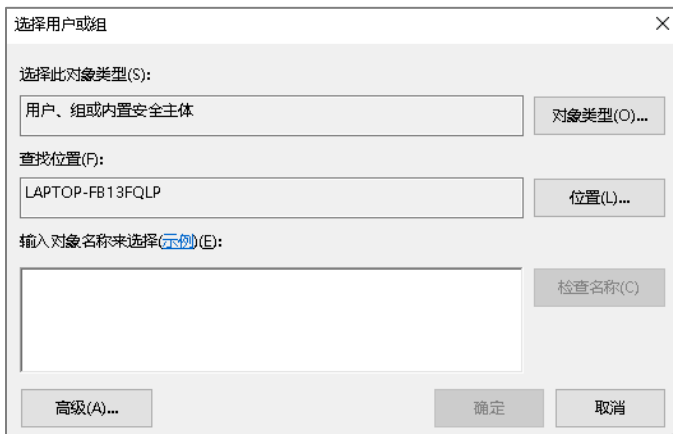 选择用户或组
选择此对象类型(S):
用户、组或内置安全主体
对象类型(O)...
查找位置(F):
LAPTOP-FB13FQLP
位置(L)...
输入对象名称来选择(示例)(E):
检查名称(C)
高级(A)...
确定
取消